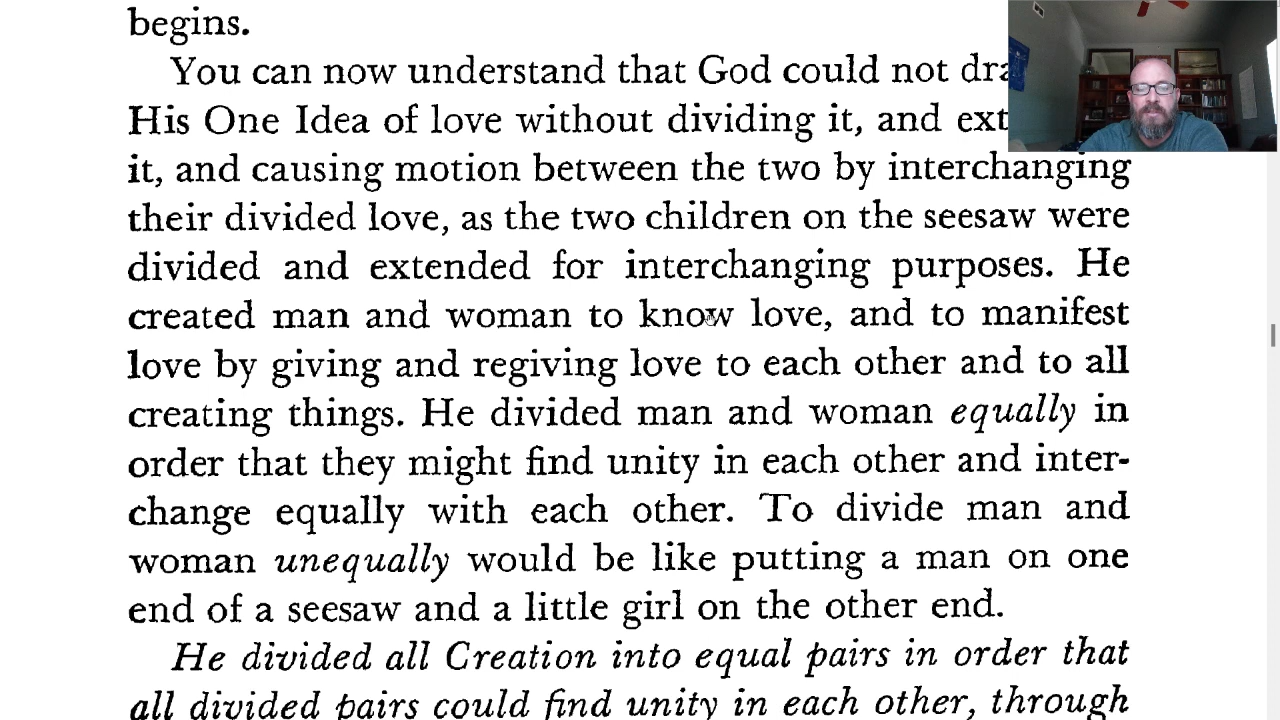 begins.
You can now understand that God could not
His One Idea of love without dividing it, and
it, and causing motion between the two by interchanging
their divided love, as the two children on the seesaw were
divided and extended for interchanging purposes. He
created man and woman to know love, and to manifest
love by giving and regiving love to each other and to all
creating things. He divided man and woman equally in
order that they might find unity in each other and inter-
change equally with each other. To divide man and
woman unequally would be like putting a man on one
end of a seesaw and a little girl on the other end.
He divided all Creation into equal pairs in order that
all divided pairs could find unity in each other, through